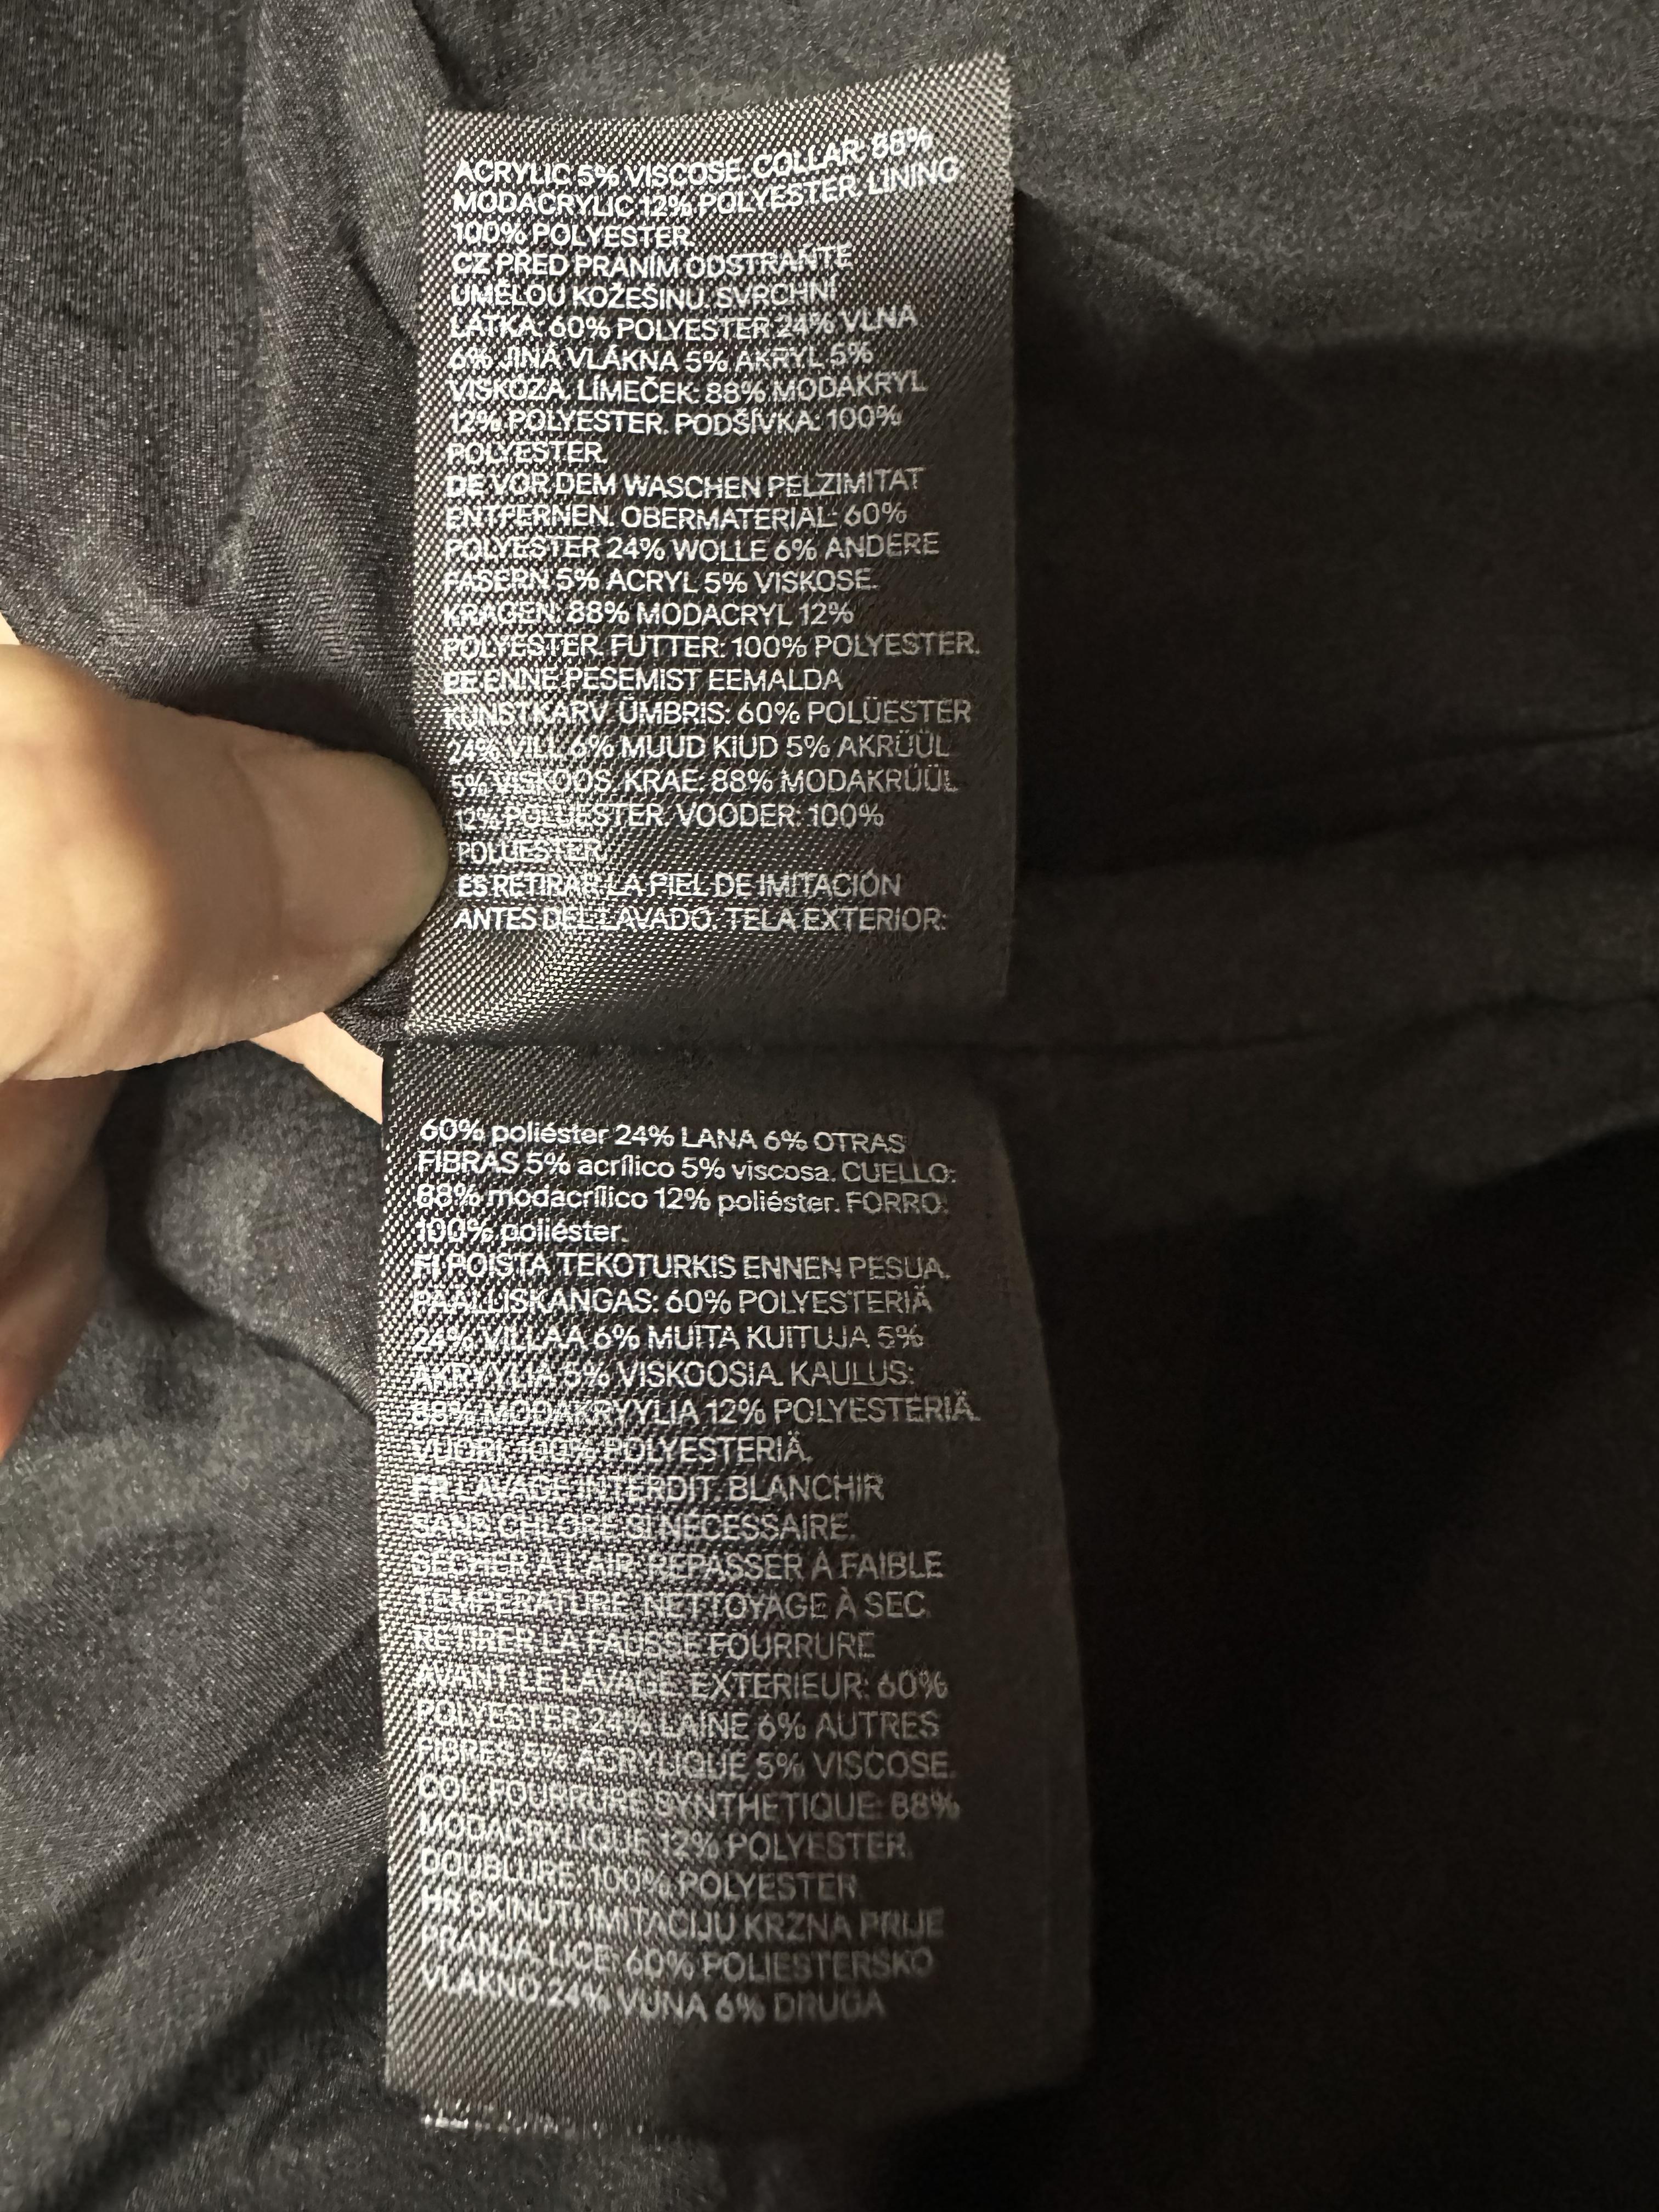 ACRYLIC 5% VISCOSE. COLLAR: 88%
MODACRYLIC 12% POLYESTER. LINING
100% POLYESTER.
CZ PŘED PRANÍM ODSTRAŇTE
UMĚLOU KOŽEŠINU. SVRCHNÍ
LÁTKA: 60% POLYESTER 24% VLNA
6% JINÁ VLÁKNA 5% AKRYL 5%
VISKÓZA. LÍMEČEK: 88% MODAKRYL
12% POLYESTER. PODŠÍVKA: 100%
POLYESTER.
DE VOR DEM WASCHEN PELZIMITAT
ENTFERNEN. OBERMATERIAL: 60%
POLYESTER 24% WOLLE 6% ANDERE
FASERN 5% ACRYL 5% VISKOSE.
KRAGEN: 88% MODACRYL 12%
POLYESTER. FUTTER: 100% POLYESTER.
EE ENNE PESEMIST EEMALDA
KUNSTKARV. ÜMBRIS: 60% POLÜESTER
24% VILL 6% MUUD KIUD 5% AKRÜÜL
5% VISKOOS. KRAE: 88% MODAKRÜÜL
12% POLÜESTER. VOODER: 100%
POLÜESTER.
ES RETIRAR LA PIEL DE IMITACIÓN
ANTES DEL LAVADO. TELA EXTERIOR:
60% poliéster 24% LANA 6% OTRAS
FIBRAS 5% acrílico 5% viscosa. CUELLO:
88% modacrílico 12% poliéster. FORRO:
100% poliéster.
FI POISTA TEKOTURKIS ENNEN PESUA.
PÄÄLLISKANGAS: 60% POLYESTERIÄ
24% VILLAA 6% MUITA KUITUJA 5%
AKRYYLIA 5% VISKOOSIA. KAULUS:
88% MODAKRYYLIA 12% POLYESTERIÄ.
VUORI: 100% POLYESTERIÄ.
FR LAVAGE INTERDIT. BLANCHIR
SANS CHLORE SI NÉCESSAIRE.
SÉCHER À L'AIR. REPASSER À FAIBLE
TEMPÉRATURE. NETTOYAGE À SEC.
RETIRER LA FAUSSE FOURRURE
AVANT LE LAVAGE. EXTÉRIEUR: 60%
POLYESTER 24% LAINE 6% AUTRES
FIBRES 5% ACRYLIQUE 5% VISCOSE.
COL: FOURRURE SYNTHÉTIQUE: 88%
MODACRYLIQUE 12% POLYESTER.
DOUBLURE: 100% POLYESTER.
HR SKINUTI IMITACIJU KRZNA PRIJE
PRANJA. LICE: 60% POLIESTERSKO
VLAKNO 24% VUNA 6% DRUGA